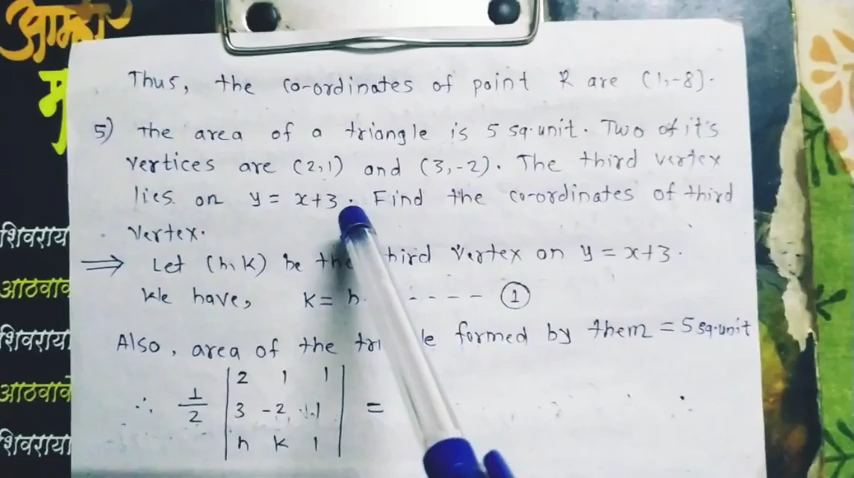 आम्हा
Thus, the co-ordinates of point R are (1,-8).
5) The area of a triangle is 5 sq.unit. Two of it's
vertices are (2,1) and (3,-2). The third vertex
lies on y = x+3. Find the co-ordinates of third
vertex.
⇒ Let (h,k) be the third vertex on y = x+3.
We have, k = h ---- ①
Also, area of the tri le formed by them = 5 sq.unit
∴ 1/2 | 2 1 1 |
| 3 -2 1 | =
| h k 1 |
शिवराय
आठवावे
शिवराय
आठवावे
शिवराय